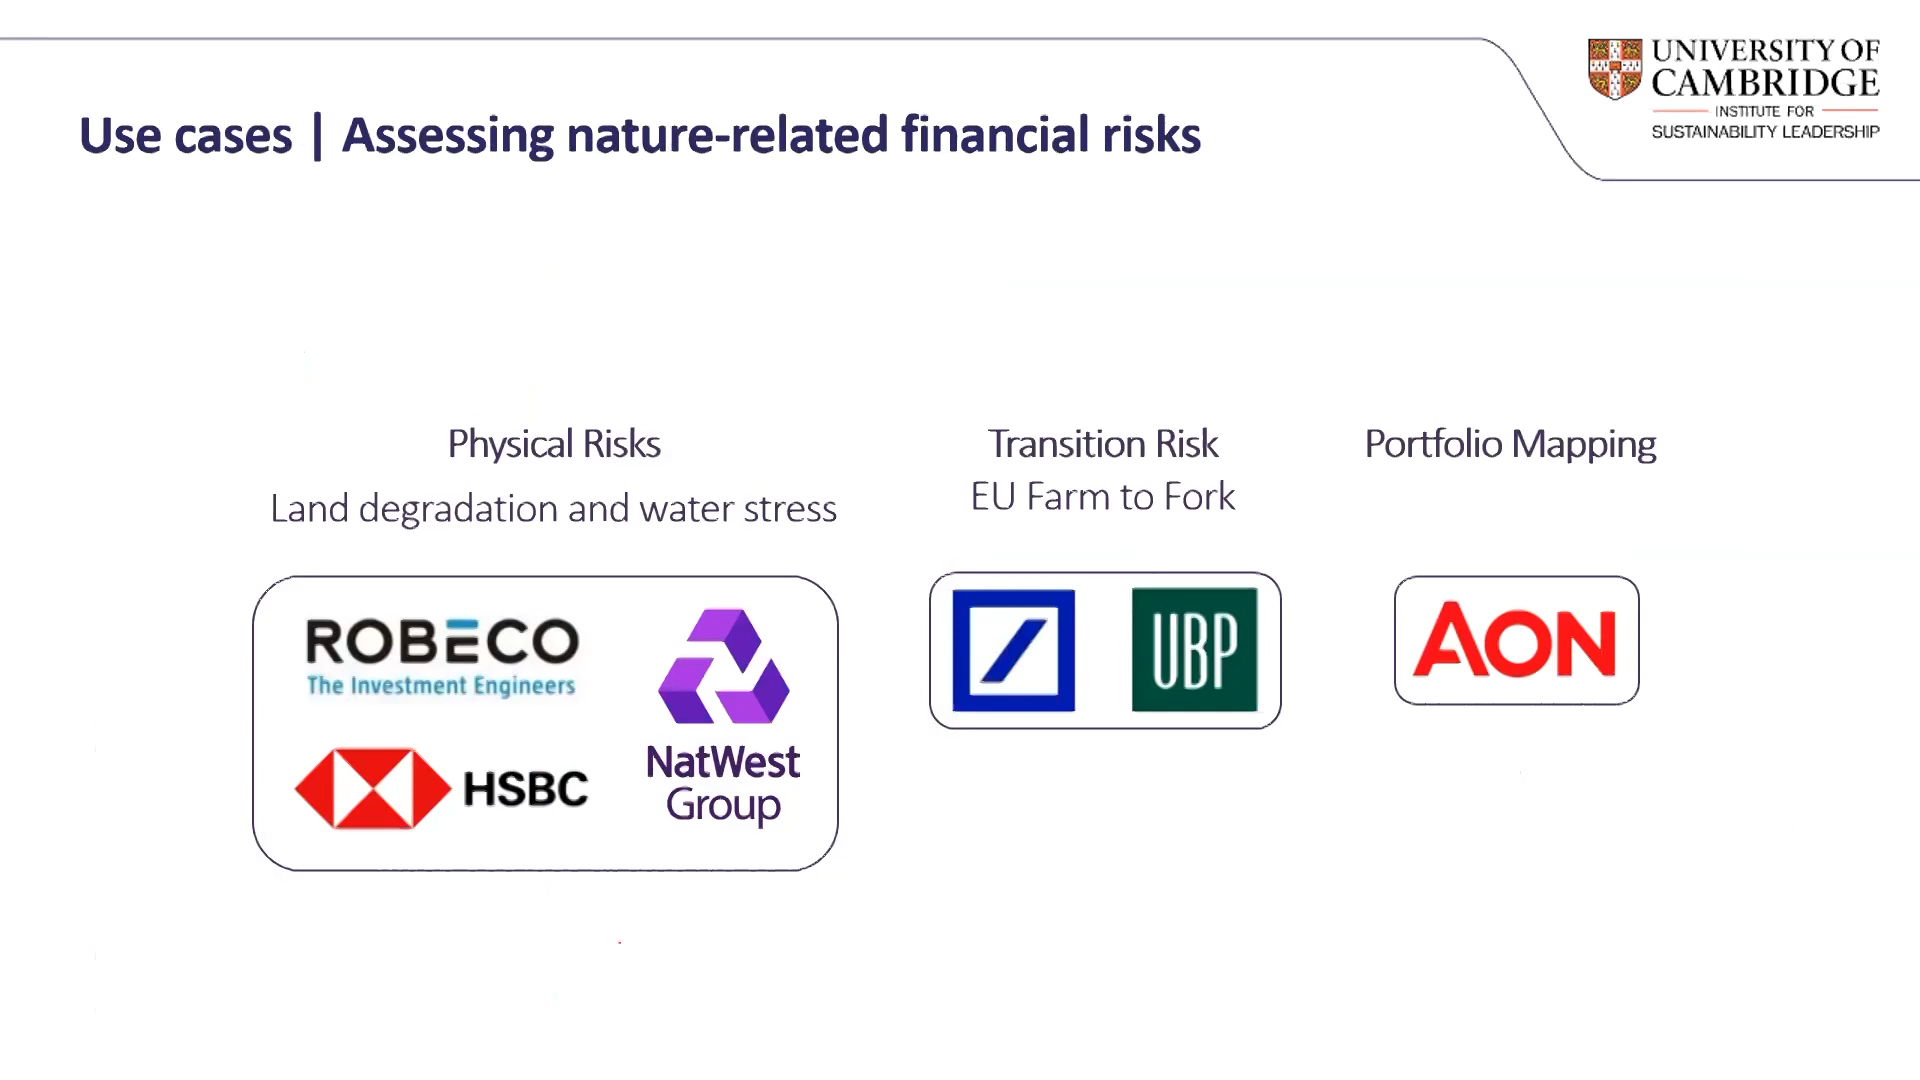 UNIVERSITY OF
CAMBRIDGE
INSTITUTE FOR
SUSTAINABILITY LEADERSHIP
Use cases | Assessing nature-related financial risks
Physical Risks
Land degradation and water stress
ROBECO
The Investment Engineers
HSBC
NatWest
Group
Transition Risk
EU Farm to Fork
UBP
Portfolio Mapping
AON